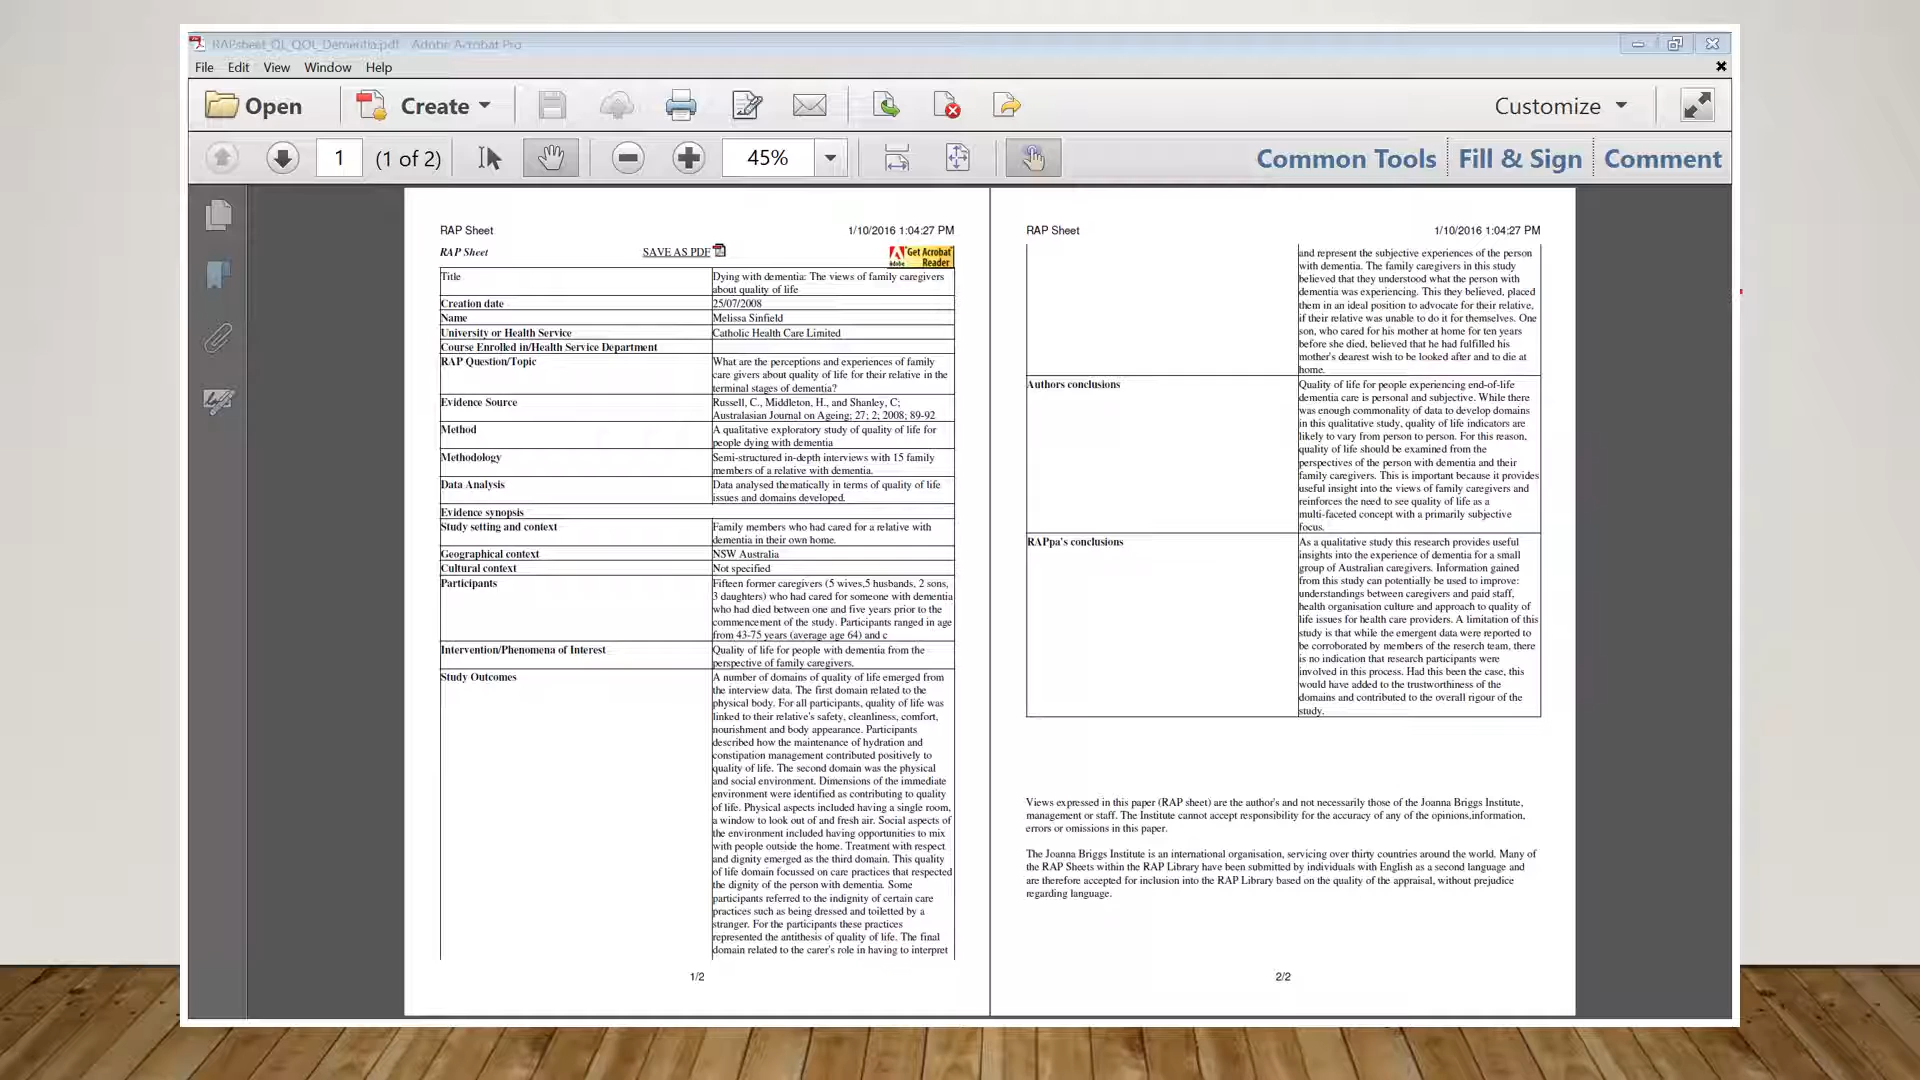 RAPsheet_QI_QOL_Dementia.pdf - Adobe Acrobat Pro
File Edit View Window Help
Open Create Customize
1 (1 of 2) 45% Common Tools Fill & Sign Comment
RAP Sheet 1/10/2016 1:04:27 PM
RAP Sheet SAVE AS PDF Get Acrobat Reader Adobe
Title Dying with dementia: The views of family caregivers
about quality of life
Creation date 25/07/2008
Name Melissa Sinfield
University or Health Service Catholic Health Care Limited
Course Enrolled in/Health Service Department
RAP Question/Topic What are the perceptions and experiences of family
care givers about quality of life for their relative in the
terminal stages of dementia?
Evidence Source Russell, C., Middleton, H., and Shanley, C;
Australasian Journal on Ageing; 27; 2; 2008; 89-92
Method A qualitative exploratory study of quality of life for
people dying with dementia
Methodology Semi-structured in-depth interviews with 15 family
members of a relative with dementia.
Data Analysis Data analysed thematically in terms of quality of life
issues and domains developed.
Evidence synopsis
Study setting and context Family members who had cared for a relative with
dementia in their own home.
Geographical context NSW Australia
Cultural context Not specified
Participants Fifteen former caregivers (5 wives,5 husbands, 2 sons,
3 daughters) who had cared for someone with dementia
who had died between one and five years prior to the
commencement of the study. Participants ranged in age
from 43-75 years (average age 64) and c
Intervention/Phenomena of Interest Quality of life for people with dementia from the
perspective of family caregivers.
Study Outcomes A number of domains of quality of life emerged from
the interview data. The first domain related to the
physical body. For all participants, quality of life was
linked to their relative's safety, cleanliness, comfort,
nourishment and body appearance. Participants
described how the maintenance of hydration and
constipation management contributed positively to
quality of life. The second domain was the physical
and social environment. Dimensions of the immediate
environment were identified as contributing to quality
of life. Physical aspects included having a single room,
a window to look out of and fresh air. Social aspects of
the environment included having opportunities to mix
with people outside the home. Treatment with respect
and dignity emerged as the third domain. This quality
of life domain focussed on care practices that respected
the dignity of the person with dementia. Some
participants referred to the indignity of certain care
practices such as being dressed and toiletted by a
stranger. For the participants these practices
represented the antithesis of quality of life. The final
domain related to the carer's role in having to interpret
1/2
RAP Sheet 1/10/2016 1:04:27 PM
and represent the subjective experiences of the person
with dementia. The family caregivers in this study
believed that they understood what the person with
dementia was experiencing. This they believed, placed
them in an ideal position to advocate for their relative,
if their relative was unable to do it for themselves. One
son, who cared for his mother at home for ten years
before she died, believed that he had fulfilled his
mother's dearest wish to be looked after and to die at
home.
Authors conclusions Quality of life for people experiencing end-of-life
dementia care is personal and subjective. While there
was enough commonality of data to develop domains
in this qualitative study, quality of life indicators are
likely to vary from person to person. For this reason,
quality of life should be examined from the
perspectives of the person with dementia and their
family caregivers. This is important because it provides
useful insight into the views of family caregivers and
reinforces the need to see quality of life as a
multi-faceted concept with a primarily subjective
focus.
RAPpa's conclusions As a qualitative study this research provides useful
insights into the experience of dementia for a small
group of Australian caregivers. Information gained
from this study can potentially be used to improve:
understandings between caregivers and paid staff,
health organisation culture and approach to quality of
life issues for health care providers. A limitation of this
study is that while the emergent data were reported to
be corroborated by members of the reserch team, there
is no indication that research participants were
involved in this process. Had this been the case, this
would have added to the trustworthiness of the
domains and contributed to the overall rigour of the
study.
Views expressed in this paper (RAP sheet) are the author's and not necessarily those of the Joanna Briggs Institute,
management or staff. The Institute cannot accept responsibility for the accuracy of any of the opinions,information,
errors or omissions in this paper.
The Joanna Briggs Institute is an international organisation, servicing over thirty countries around the world. Many of
the RAP Sheets within the RAP Library have been submitted by individuals with English as a second language and
are therefore accepted for inclusion into the RAP Library based on the quality of the appraisal, without prejudice
regarding language.
2/2